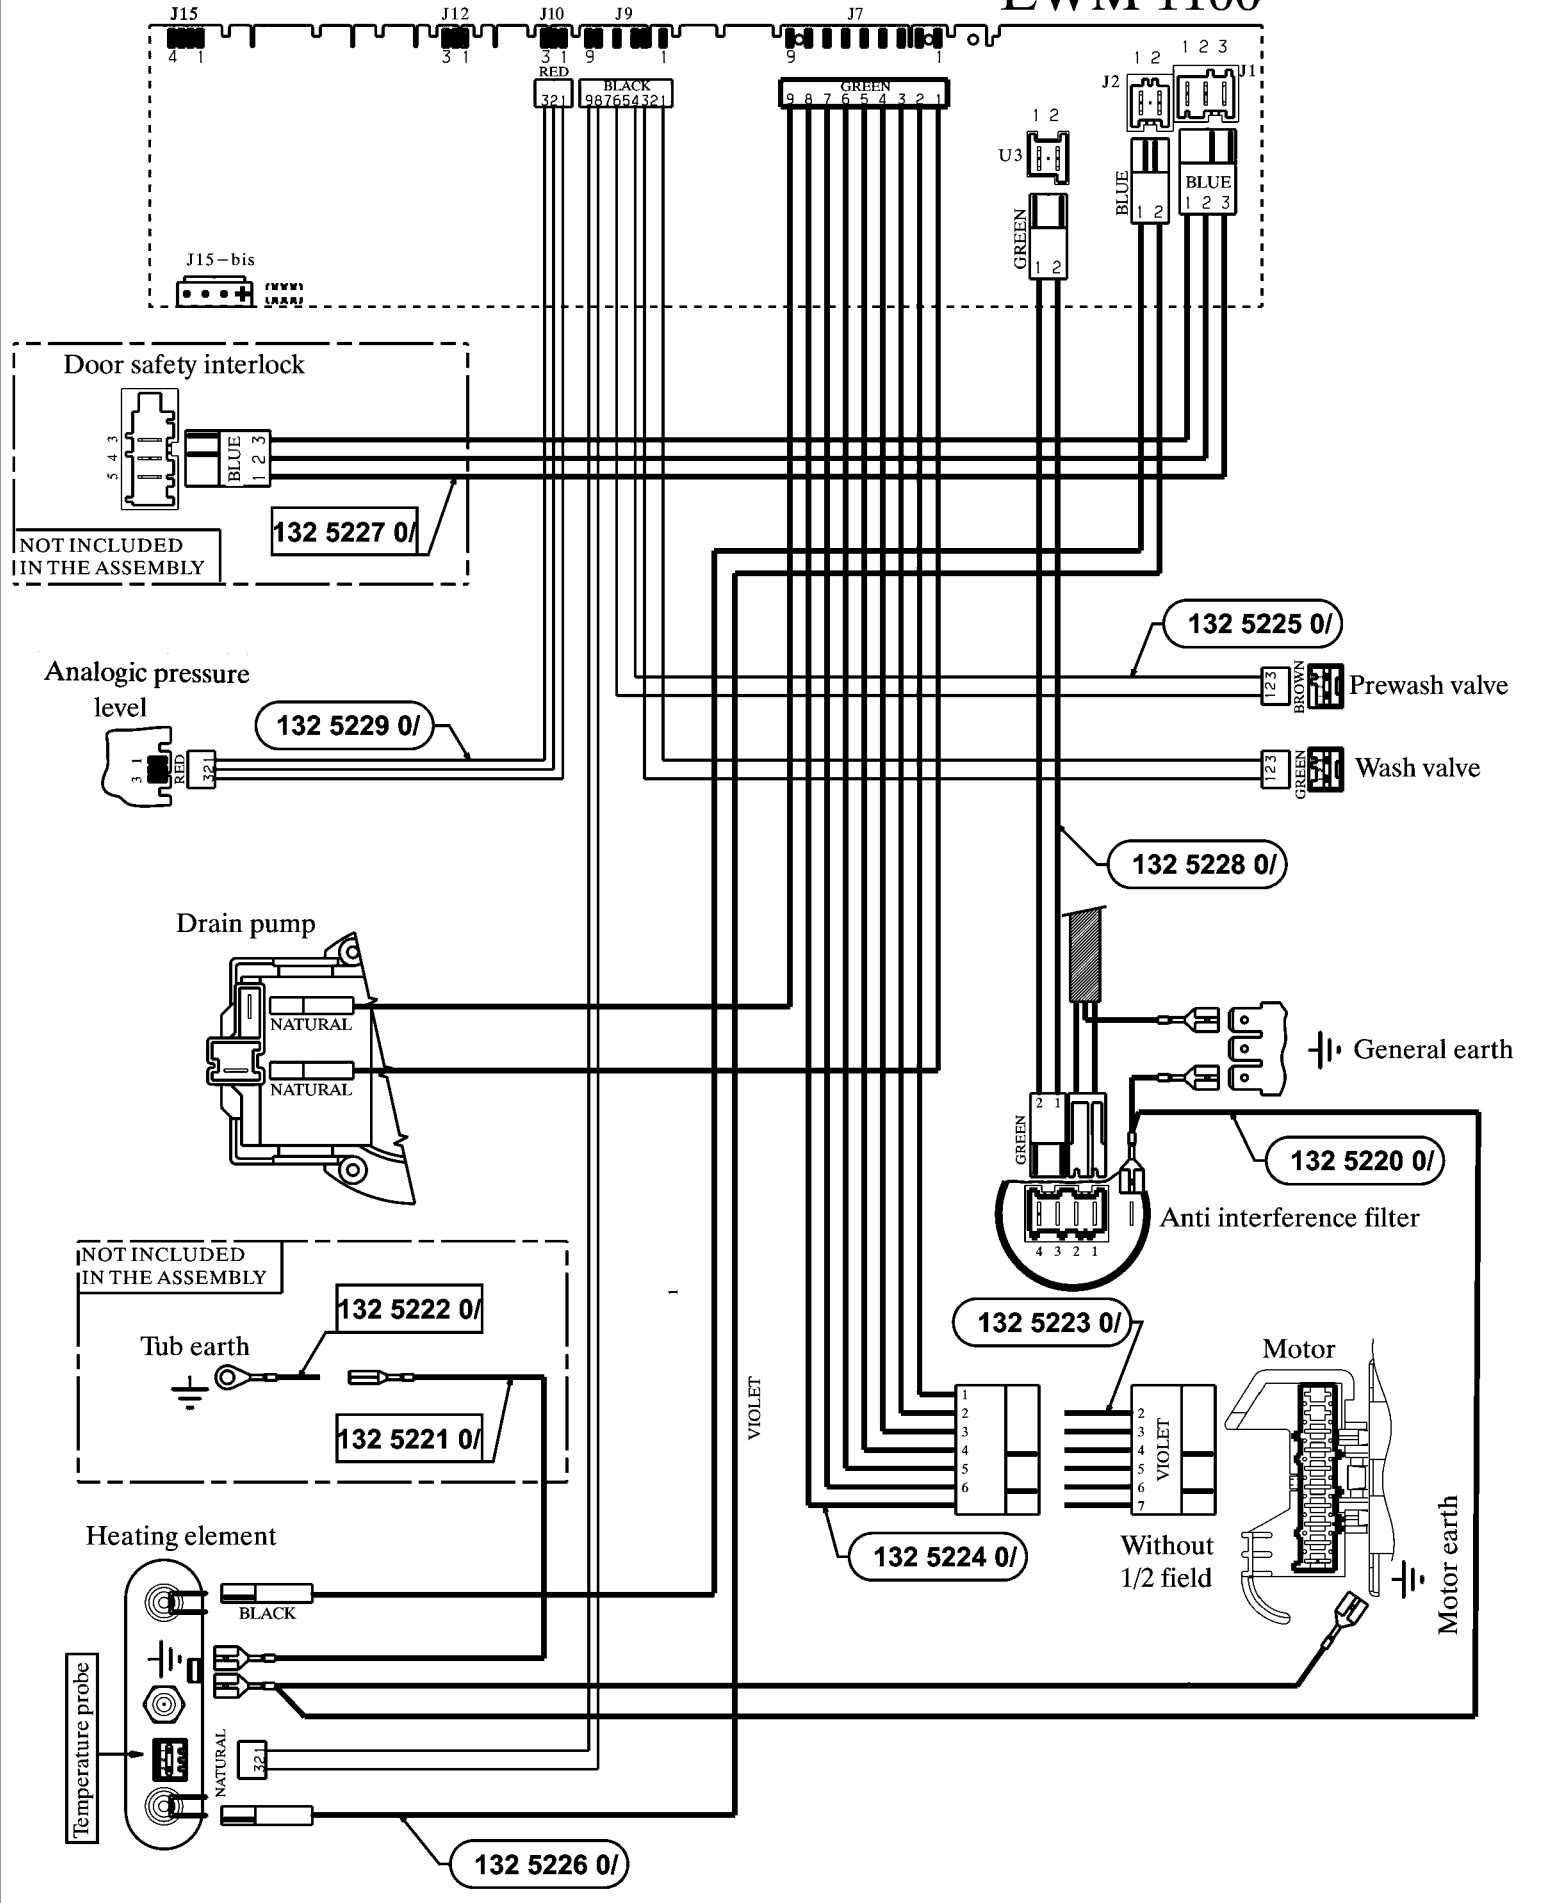 EWM 1100
J15
J12
J10
J9
J7
4 1
3 1
3 1
9 1
9 1
RED
BLACK
GREEN
321
987654321
9 8 7 6 5 4 3 2 1
1 2
1 2 3
J2
J1
1 2
U3
BLUE
BLUE
GREEN
1 2
1 2 3
1 2
J15-bis
Door safety interlock
3
4
5
BLUE
1 2 3
132 5227 0/
NOT INCLUDED
IN THE ASSEMBLY
132 5225 0/
123
BROWN
Prewash valve
Analogic pressure
level
132 5229 0/
3 1
RED
321
123
GREEN
Wash valve
132 5228 0/
Drain pump
NATURAL
NATURAL
General earth
2 1
GREEN
132 5220 0/
Anti interference filter
4 3 2 1
NOT INCLUDED
IN THE ASSEMBLY
132 5222 0/
1
132 5223 0/
Tub earth
Motor
132 5221 0/
VIOLET
1
2
3
4
5
6
2
3
4
5
6
7
VIOLET
132 5224 0/
Without
1/2 field
Motor earth
Heating element
BLACK
Temperature probe
NATURAL
321
132 5226 0/